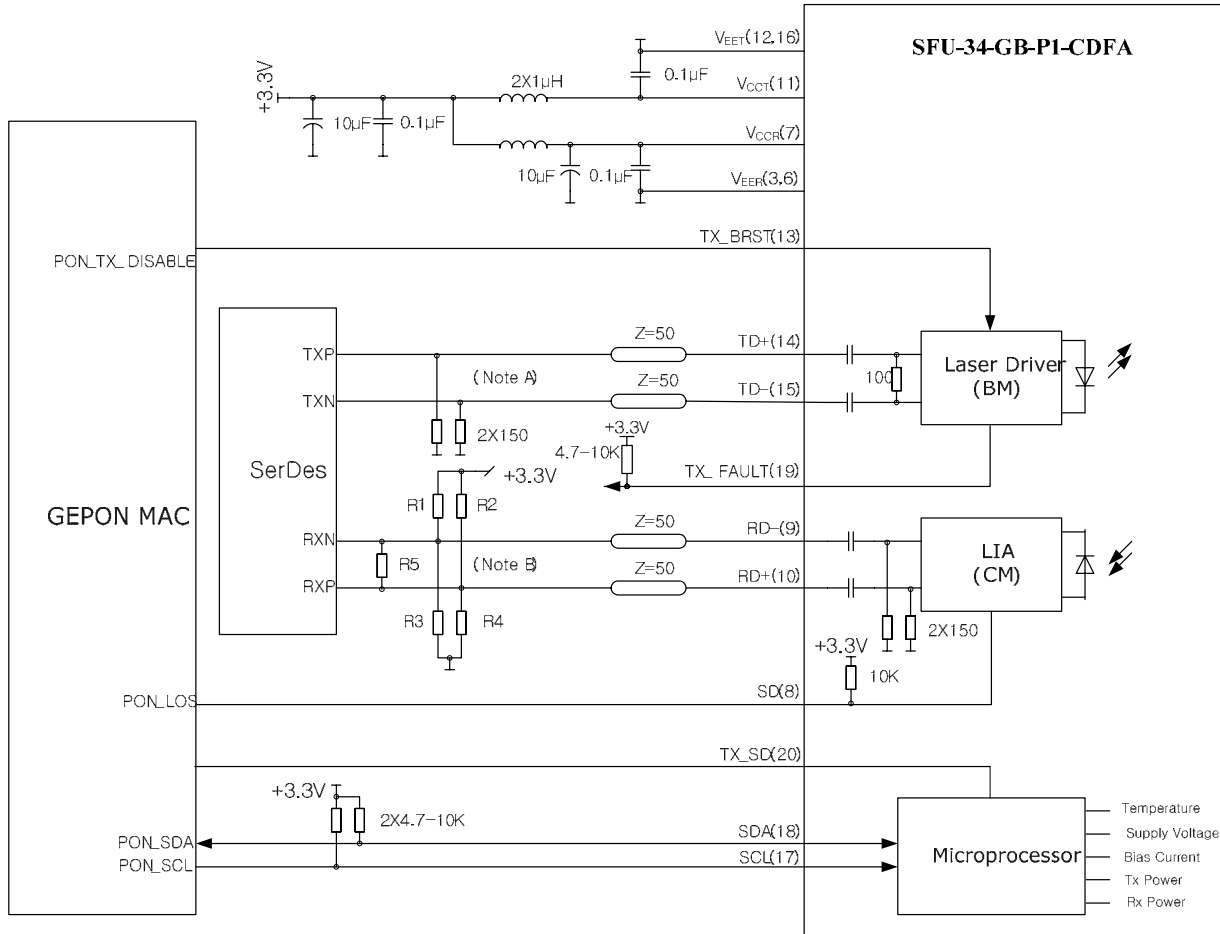 SFU-34-GB-P1-CDFA
VEET(12,16)
0.1µF
2X1µH
VCCT(11)
+3.3V
10µF
0.1µF
VCCR(7)
10µF
0.1µF
VEER(3,6)
TX_BRST(13)
PON_TX_DISABLE
Z=50
TD+(14)
TXP
(Note A)
Z=50
TD-(15)
100
Laser Driver
(BM)
TXN
2X150
+3.3V
4.7-10K
SerDes
+3.3V
TX_FAULT(19)
R1
R2
GEPON MAC
Z=50
RD-(9)
RXN
LIA
(CM)
R5
(Note B)
Z=50
RD+(10)
RXP
R3
R4
2X150
+3.3V
10K
PON_LOS
SD(8)
TX_SD(20)
+3.3V
2X4.7-10K
Temperature
PON_SDA
SDA(18)
Supply Voltage
PON_SCL
SCL(17)
Microprocessor
Bias Current
Tx Power
Rx Power